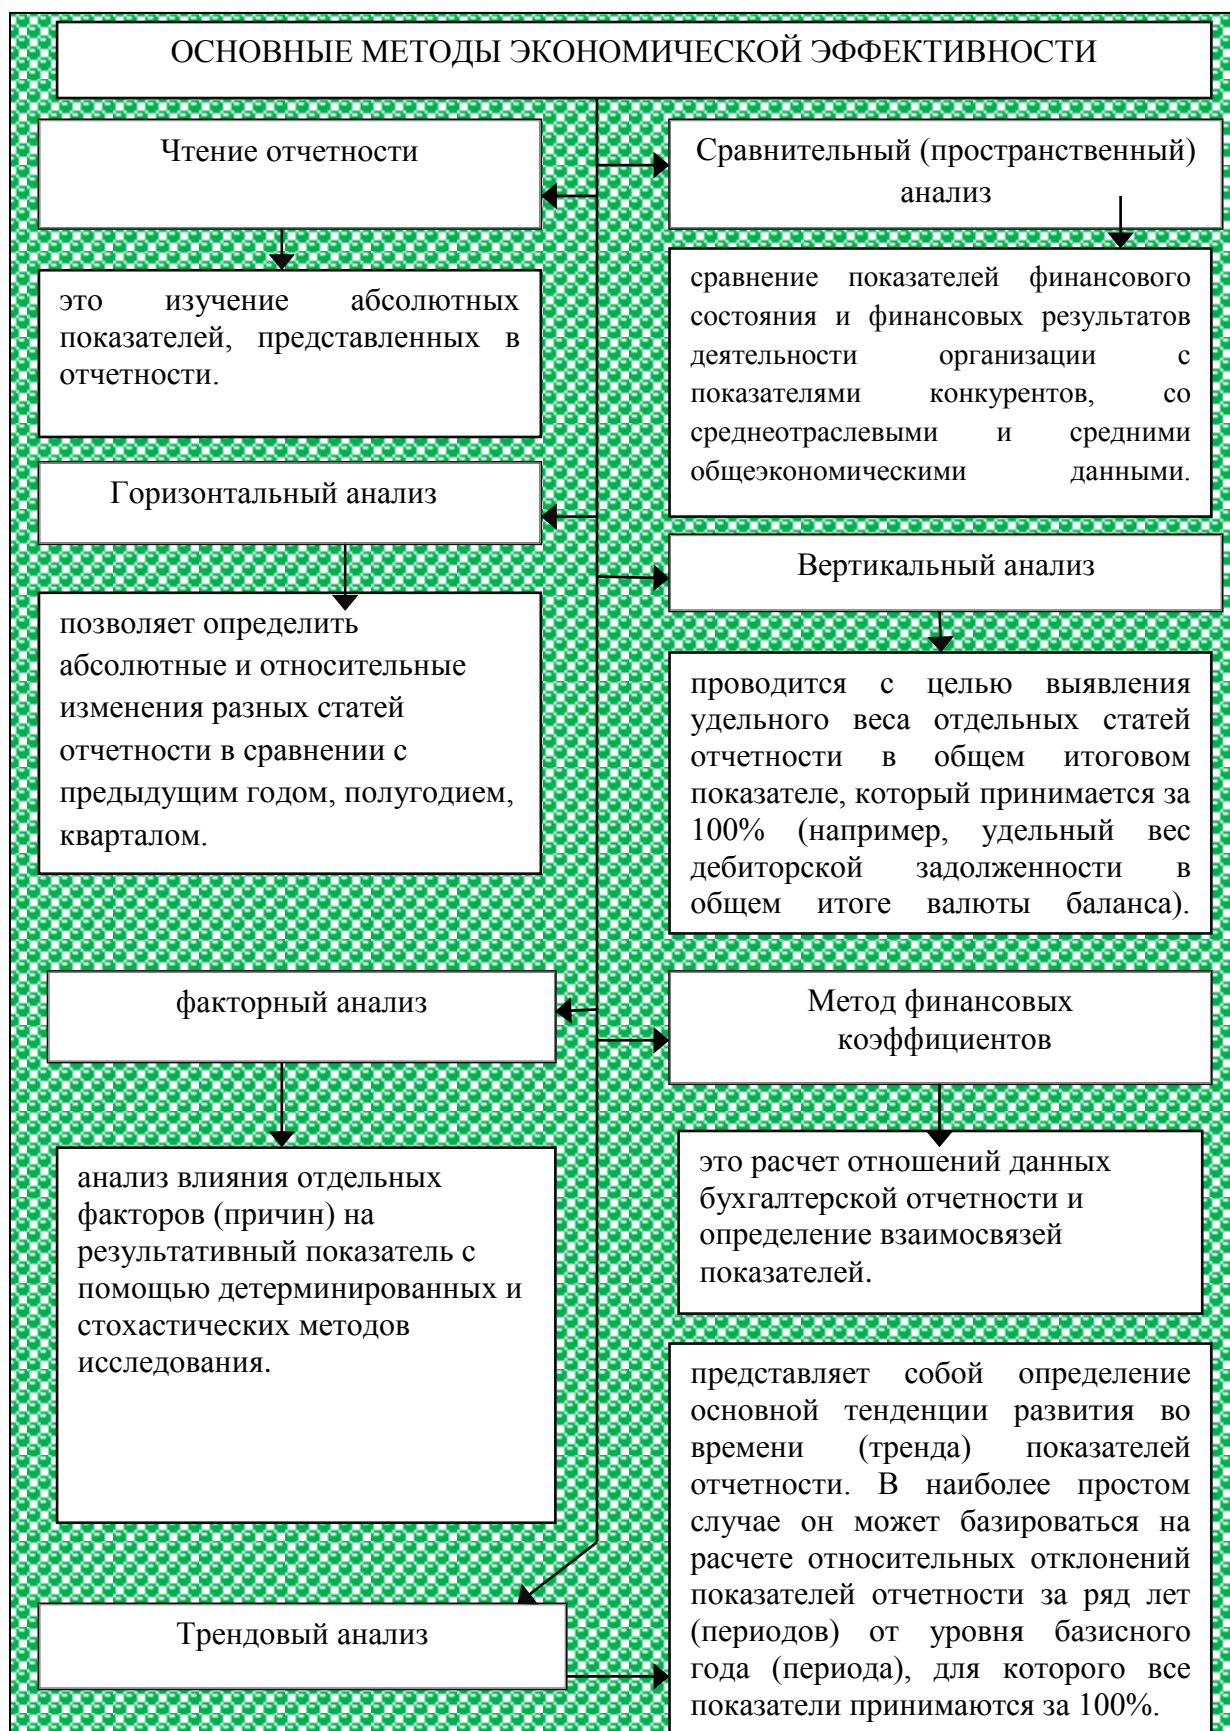 ОСНОВНЫЕ МЕТОДЫ ЭКОНОМИЧЕСКОЙ ЭФФЕКТИВНОСТИ
Чтение отчетности
Сравнительный (пространственный)
анализ
это изучение абсолютных
показателей, представленных в
отчетности.
сравнение показателей финансового
состояния и финансовых результатов
деятельности организации с
показателями конкурентов, со
среднеотраслевыми и средними
общеэкономическими данными.
Горизонтальный анализ
Вертикальный анализ
позволяет определить
абсолютные и относительные
изменения разных статей
отчетности в сравнении с
предыдущим годом, полугодием,
кварталом.
проводится с целью выявления
удельного веса отдельных статей
отчетности в общем итоговом
показателе, который принимается за
100% (например, удельный вес
дебиторской задолженности в
общем итоге валюты баланса).
факторный анализ
Метод финансовых
коэффициентов
анализ влияния отдельных
факторов (причин) на
результативный показатель с
помощью детерминированных и
стохастических методов
исследования.
это расчет отношений данных
бухгалтерской отчетности и
определение взаимосвязей
показателей.
Трендовый анализ
представляет собой определение
основной тенденции развития во
времени (тренда) показателей
отчетности. В наиболее простом
случае он может базироваться на
расчете относительных отклонений
показателей отчетности за ряд лет
(периодов) от уровня базисного
года (периода), для которого все
показатели принимаются за 100%.